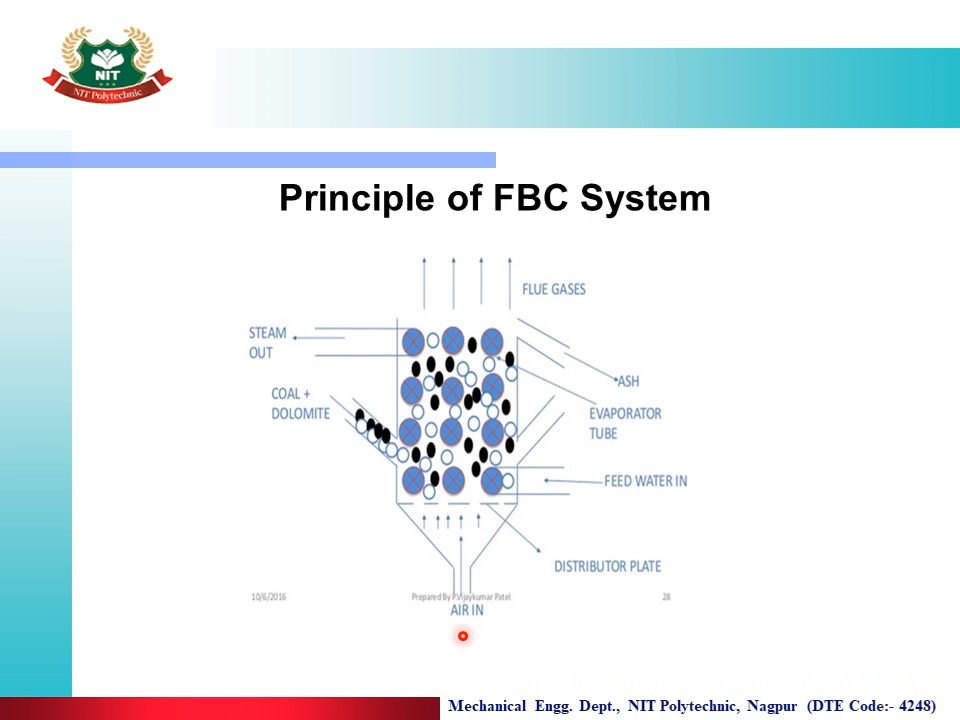 NIT
NIT Polytechnic
Principle of FBC System
FLUE GASES
STEAM
OUT
COAL +
DOLOMITE
ASH
EVAPORATOR
TUBE
FEED WATER IN
DISTRIBUTOR PLATE
10/6/2016
Prepared By P.Vijaykumar Patel
28
AIR IN
Mechanical Engg. Dept., NIT Polytechnic, Nagpur (DTE Code:- 4248)